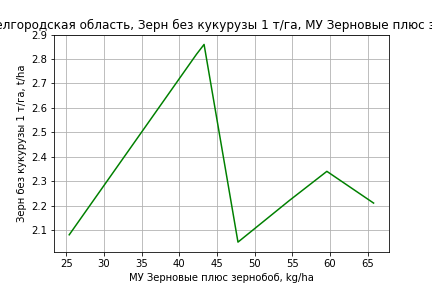 елгородская область, Зерн без кукурузы 1 т/га, МУ Зерновые плюс з
2.9
2.8
2.7
2.6
2.5
2.4
2.3
2.2
2.1
Зерн без кукурузы 1 т/га, t/ha
25 30 35 40 45 50 55 60 65
МУ Зерновые плюс зернобоб, kg/ha